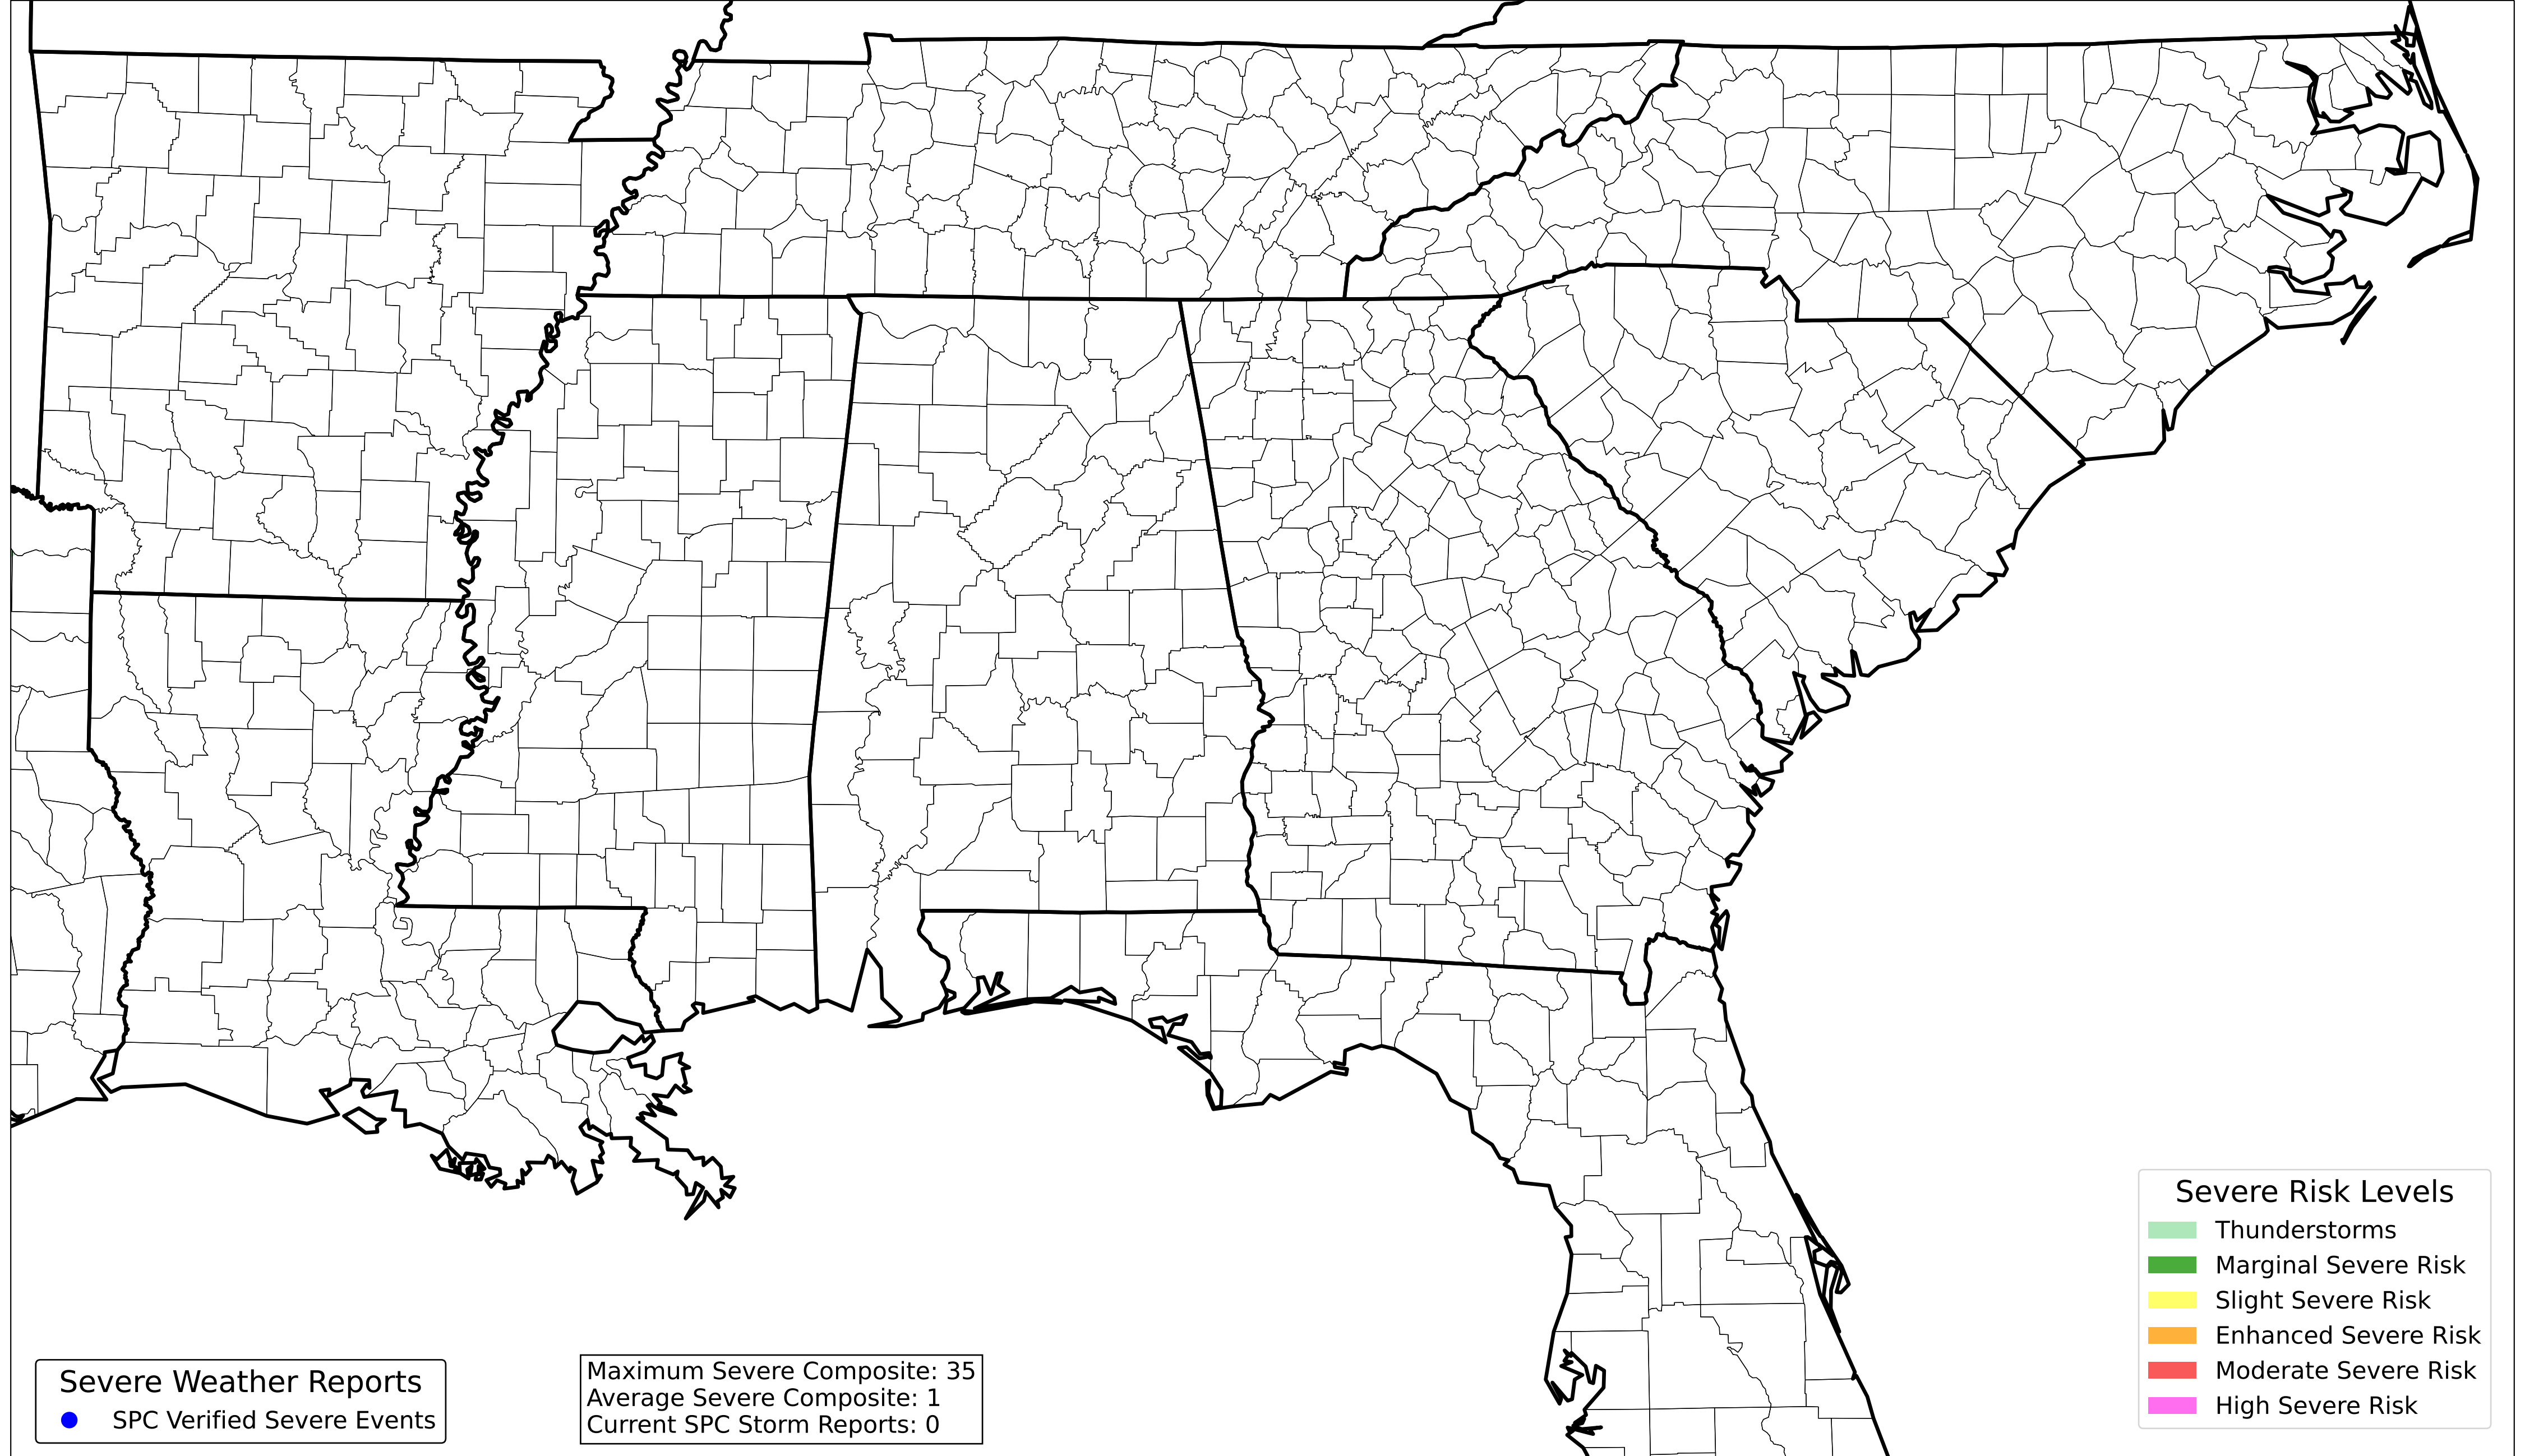 Severe Weather Reports
SPC Verified Severe Events
Maximum Severe Composite: 35
Average Severe Composite: 1
Current SPC Storm Reports: 0
Severe Risk Levels
Thunderstorms
Marginal Severe Risk
Slight Severe Risk
Enhanced Severe Risk
Moderate Severe Risk
High Severe Risk